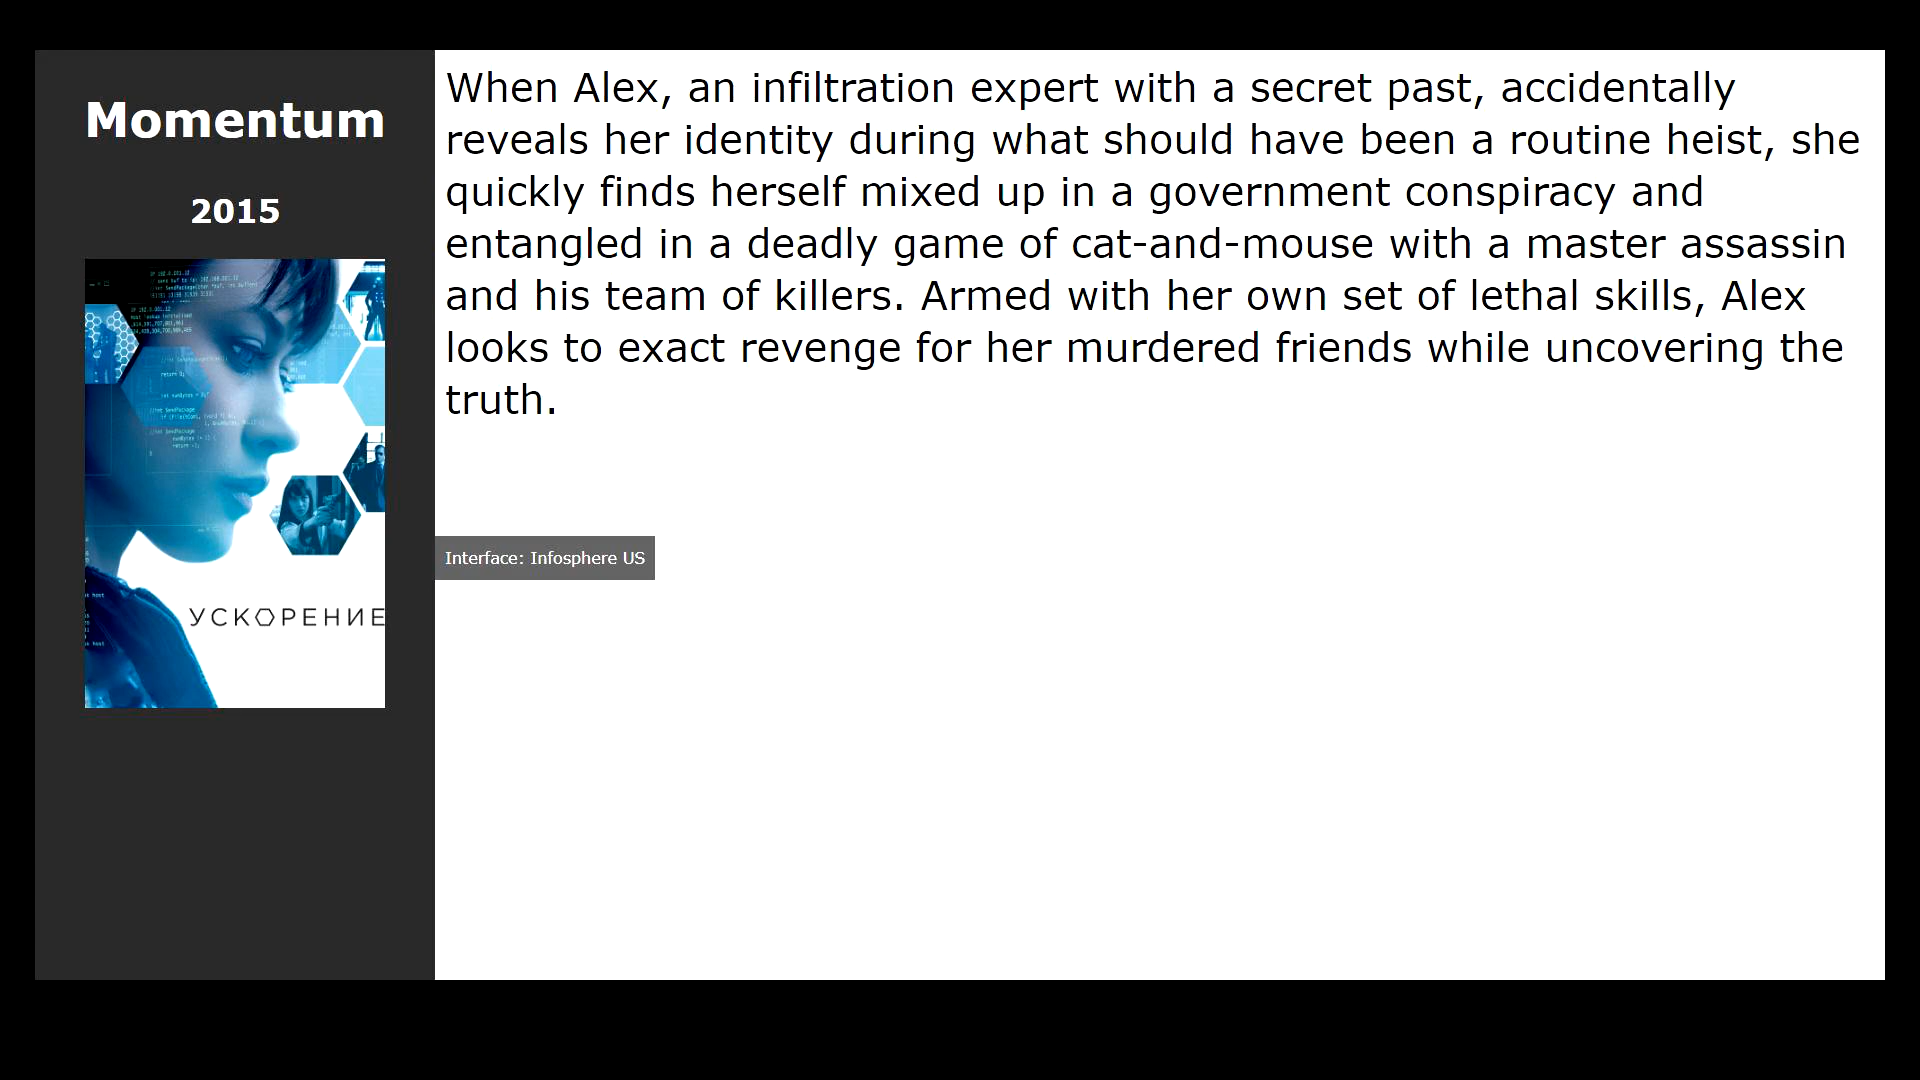 Momentum
2015
УСКОРЕНИЕ
When Alex, an infiltration expert with a secret past, accidentally
reveals her identity during what should have been a routine heist, she
quickly finds herself mixed up in a government conspiracy and
entangled in a deadly game of cat-and-mouse with a master assassin
and his team of killers. Armed with her own set of lethal skills, Alex
looks to exact revenge for her murdered friends while uncovering the
truth.
Interface: Infosphere US